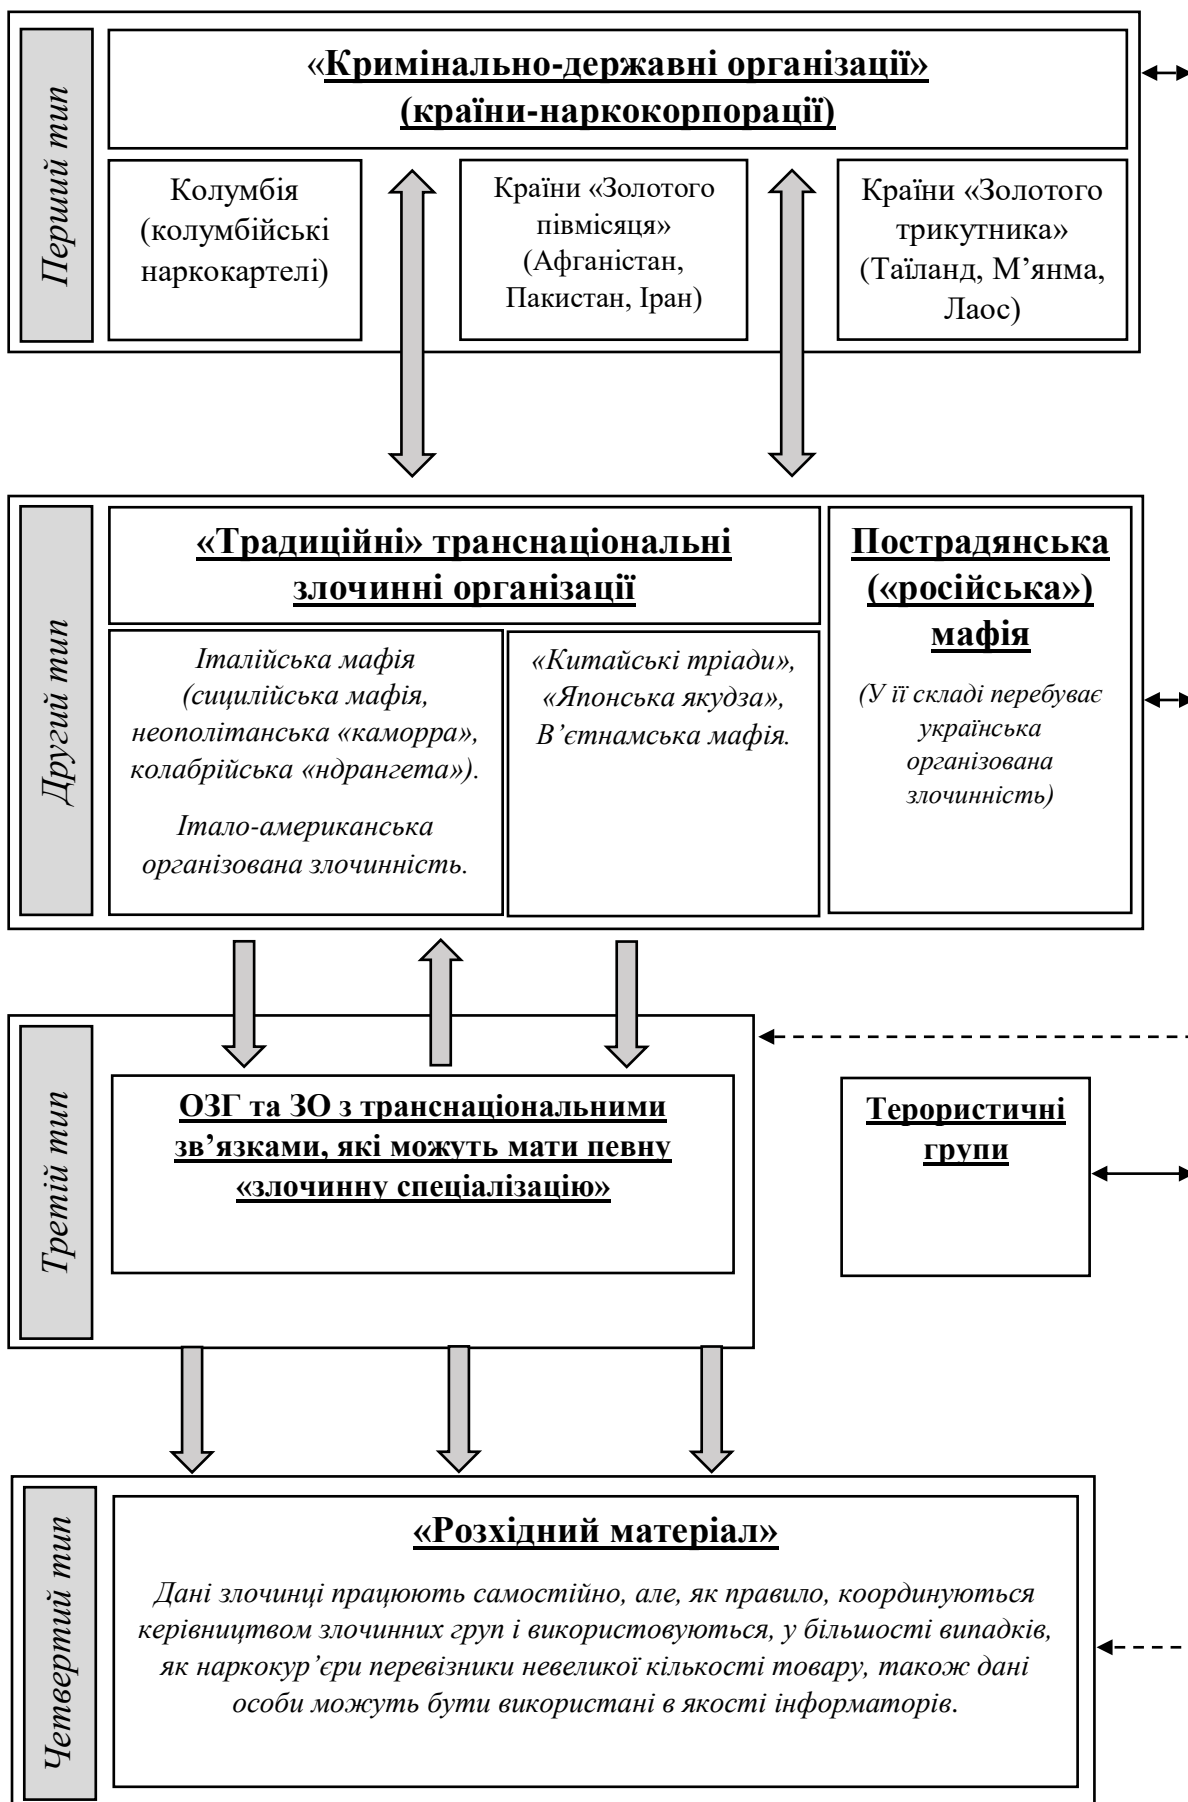 Перший тип
«Кримінально-державні організації»
(країни-наркокорпорації)
Колумбія
(колумбійські
наркокартелі)
Країни «Золотого
півмісяця»
(Афганістан,
Пакистан, Іран)
Країни «Золотого
трикутника»
(Таїланд, М’янма,
Лаос)
Другий тип
«Традиційні» транснаціональні
злочинні організації
Італійська мафія
(сицилійська мафія,
неополітанська «каморра»,
колабрійська «ндрангета»).
Італо-американська
організована злочинність.
«Китайські тріади»,
«Японська якудза»,
В’єтнамська мафія.
Пострадянська
(«російська»)
мафія
(У її складі перебуває
українська
організована
злочинність)
Третій тип
ОЗГ та ЗО з транснаціональними
зв’язками, які можуть мати певну
«злочинну спеціалізацію»
Терористичні
групи
Четвертий тип
«Розхідний матеріал»
Дані злочинці працюють самостійно, але, як правило, координуються
керівництвом злочинних груп і використовуються, у більшості випадків,
як наркокур’єри перевізники невеликої кількості товару, також дані
особи можуть бути використані в якості інформаторів.